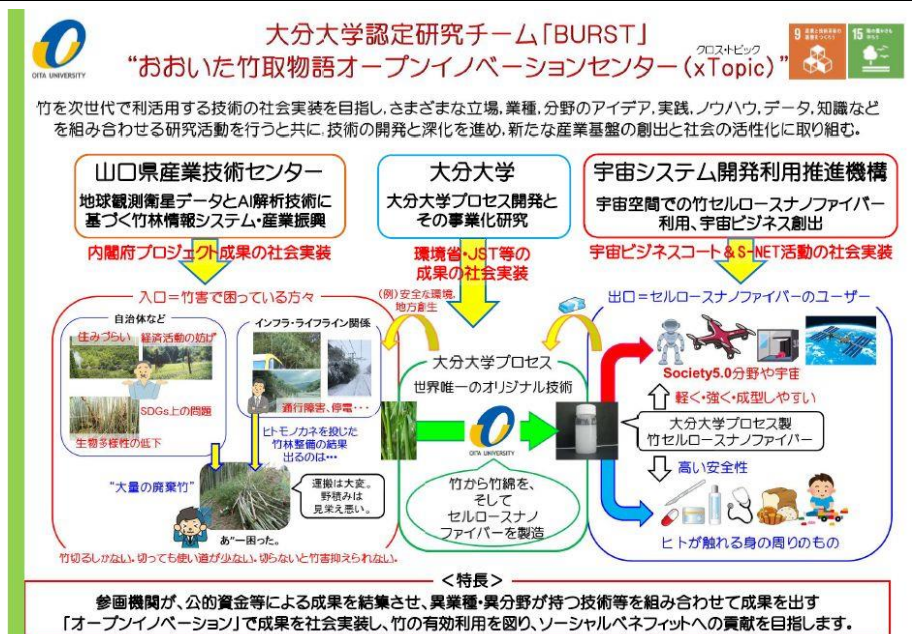 OITA UNIVERSITY
大分大学認定研究チーム「BURST」
クロス・トピック
“おおいた竹取物語オープンイノベーションセンター(xTopic)”
9
15
竹を次世代で利活用する技術の社会実装を目指し,さまざまな立場,業種,分野のアイデア,実践,ノウハウ,データ,知識など
を組み合わせる研究活動を行うと共に,技術の開発と深化を進め,新たな産業基盤の創出と社会の活性化に取り組む。
山口県産業技術センター
地球観測衛星データとAI解析技術に
基づく竹林情報システム・産業振興
内閣府プロジェクト成果の社会実装
大分大学
大分大学プロセス開発と
その事業化研究
環境省・JST等の
成果の社会実装
宇宙システム開発利用推進機構
宇宙空間での竹セルロースナノファイバー
利用、宇宙ビジネス創出
宇宙ビジネスコート&S-NET活動の社会実装
入口=竹害で困っている方々
自治体など
住みづらい
経済活動の妨げ
SDGs上の問題
生物多様性の低下
インフラ・ライフライン関係
通行障害、停電・・・
ヒトモノカネを投じた
竹林整備の結果
出るのは…
“大量の廃棄竹”
運搬は大変。
野積みは
見栄え悪い。
あ"ー困った。
竹切るしかない。切っても使い道が少ない。切らないと竹害抑えられない。
(例)安全な環境,
地方創生
大分大学プロセス
世界唯一のオリジナル技術
OITA UNIVERSITY
竹から竹綿を、
そして
セルロースナノ
ファイバーを製造
出口=セルロースナノファイバーのユーザー
Society5.0分野や宇宙
軽く・強く・成型しやすい
大分大学プロセス製
竹セルロースナノファイバー
高い安全性
ヒトが触れる身の周りのもの
<特長>
参画機関が、公的資金等による成果を結集させ、異業種・異分野が持つ技術等を組み合わせて成果を出す
「オープンイノベーション」で成果を社会実装し、竹の有効利用を図り、ソーシャルベネフィットへの貢献を目指します。